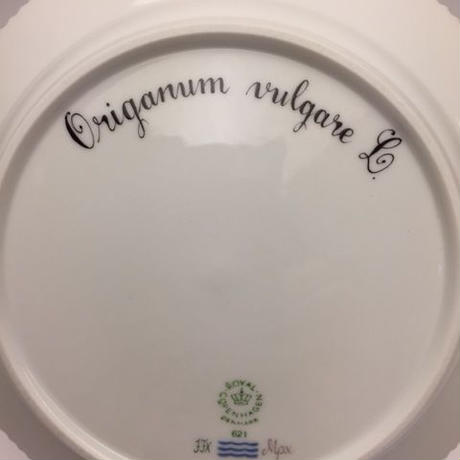 Origanum vulgare L.
ROYAL-
COPENHAGEN
DENMARK
621